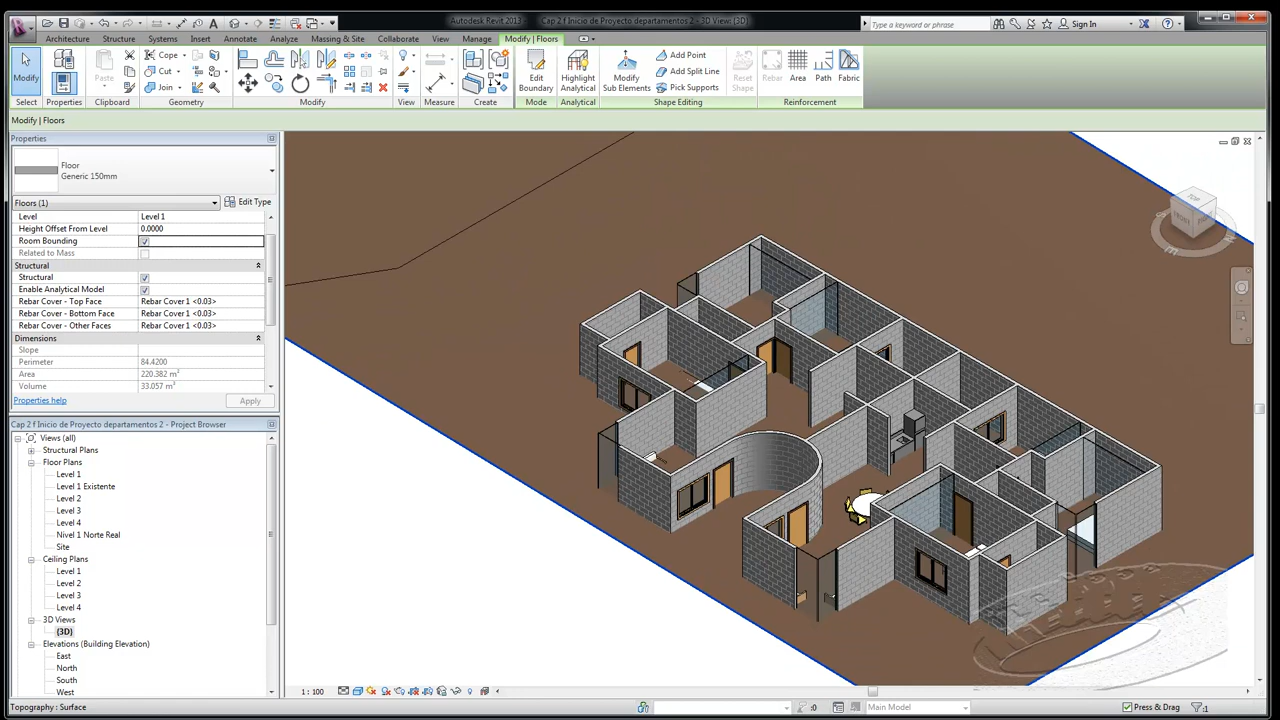 Autodesk Revit 2013 - Cap 2 f Inicio de Proyecto departamentos 2 - 3D View: {3D}
Type a keyword or phrase
Sign In
Architecture Structure Systems Insert Annotate Analyze Massing & Site Collaborate View Manage Modify | Floors
Cope
Cut
Join
Modify
Paste
Edit Boundary
Highlight Analytical
Modify Sub Elements
Add Point
Add Split Line
Pick Supports
Reset Shape
Rebar Area Path Fabric
Select Properties Clipboard Geometry Modify View Measure Create Mode Analytical Shape Editing Reinforcement
Modify | Floors
Properties
Floor
Generic 150mm
Floors (1) Edit Type
Level Level 1
Height Offset From Level 0.0000
Room Bounding
Related to Mass
Structural
Structural
Enable Analytical Model
Rebar Cover - Top Face Rebar Cover 1 <0.03>
Rebar Cover - Bottom Face Rebar Cover 1 <0.03>
Rebar Cover - Other Faces Rebar Cover 1 <0.03>
Dimensions
Slope
Perimeter 84.4200
Area 220.382 m²
Volume 33.057 m³
Properties help Apply
Cap 2 f Inicio de Proyecto departamentos 2 - Project Browser
Views (all)
Structural Plans
Floor Plans
Level 1
Level 1 Existente
Level 2
Level 3
Level 4
Nivel 1 Norte Real
Site
Ceiling Plans
Level 1
Level 2
Level 3
Level 4
3D Views
{3D}
Elevations (Building Elevation)
East
North
South
West
TOP
1 : 100
Topography : Surface
:0
Main Model
Press & Drag
:1